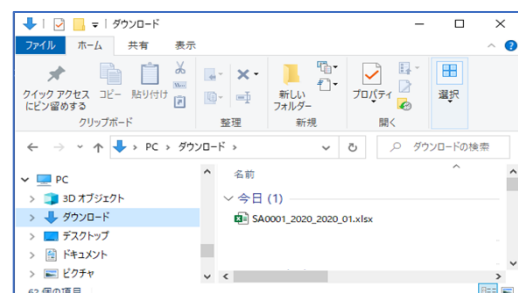 ダウンロード
ファイル ホーム 共有 表示
クイック アクセス
にピン留めする
コピー
貼り付け
新しい
フォルダー
プロパティ
選択
クリップボード 整理 新規 開く
PC ダウンロード
ダウンロードの検索
PC
3D オブジェクト
ダウンロード
デスクトップ
ドキュメント
ピクチャ
62 個の項目
名前
今日 (1)
SA0001_2020_2020_01.xlsx